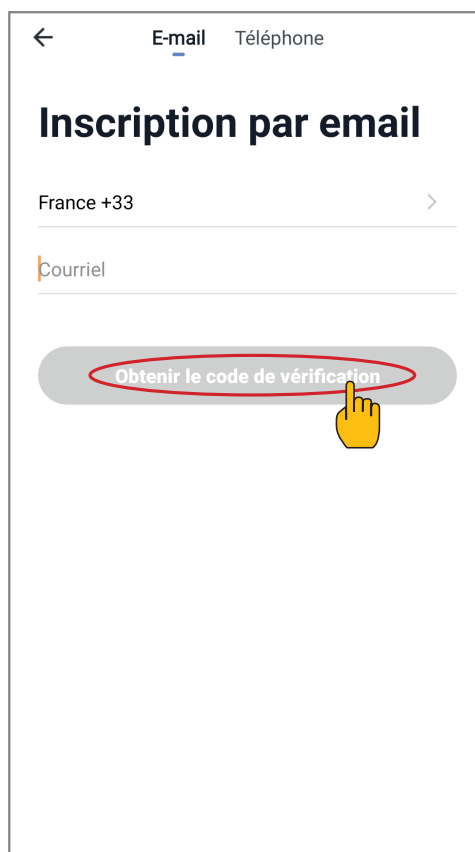 E-mail Téléphone
Inscription par email
France +33
Courriel
Obtenir le code de vérification